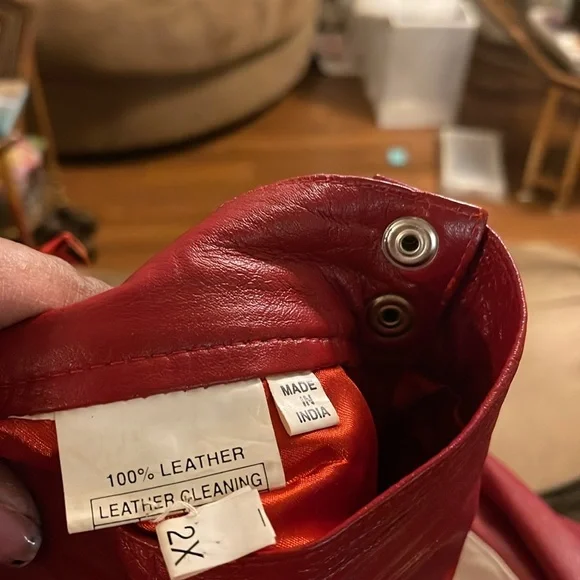 MADE
IN
INDIA
100% LEATHER
LEATHER CLEANING
2X